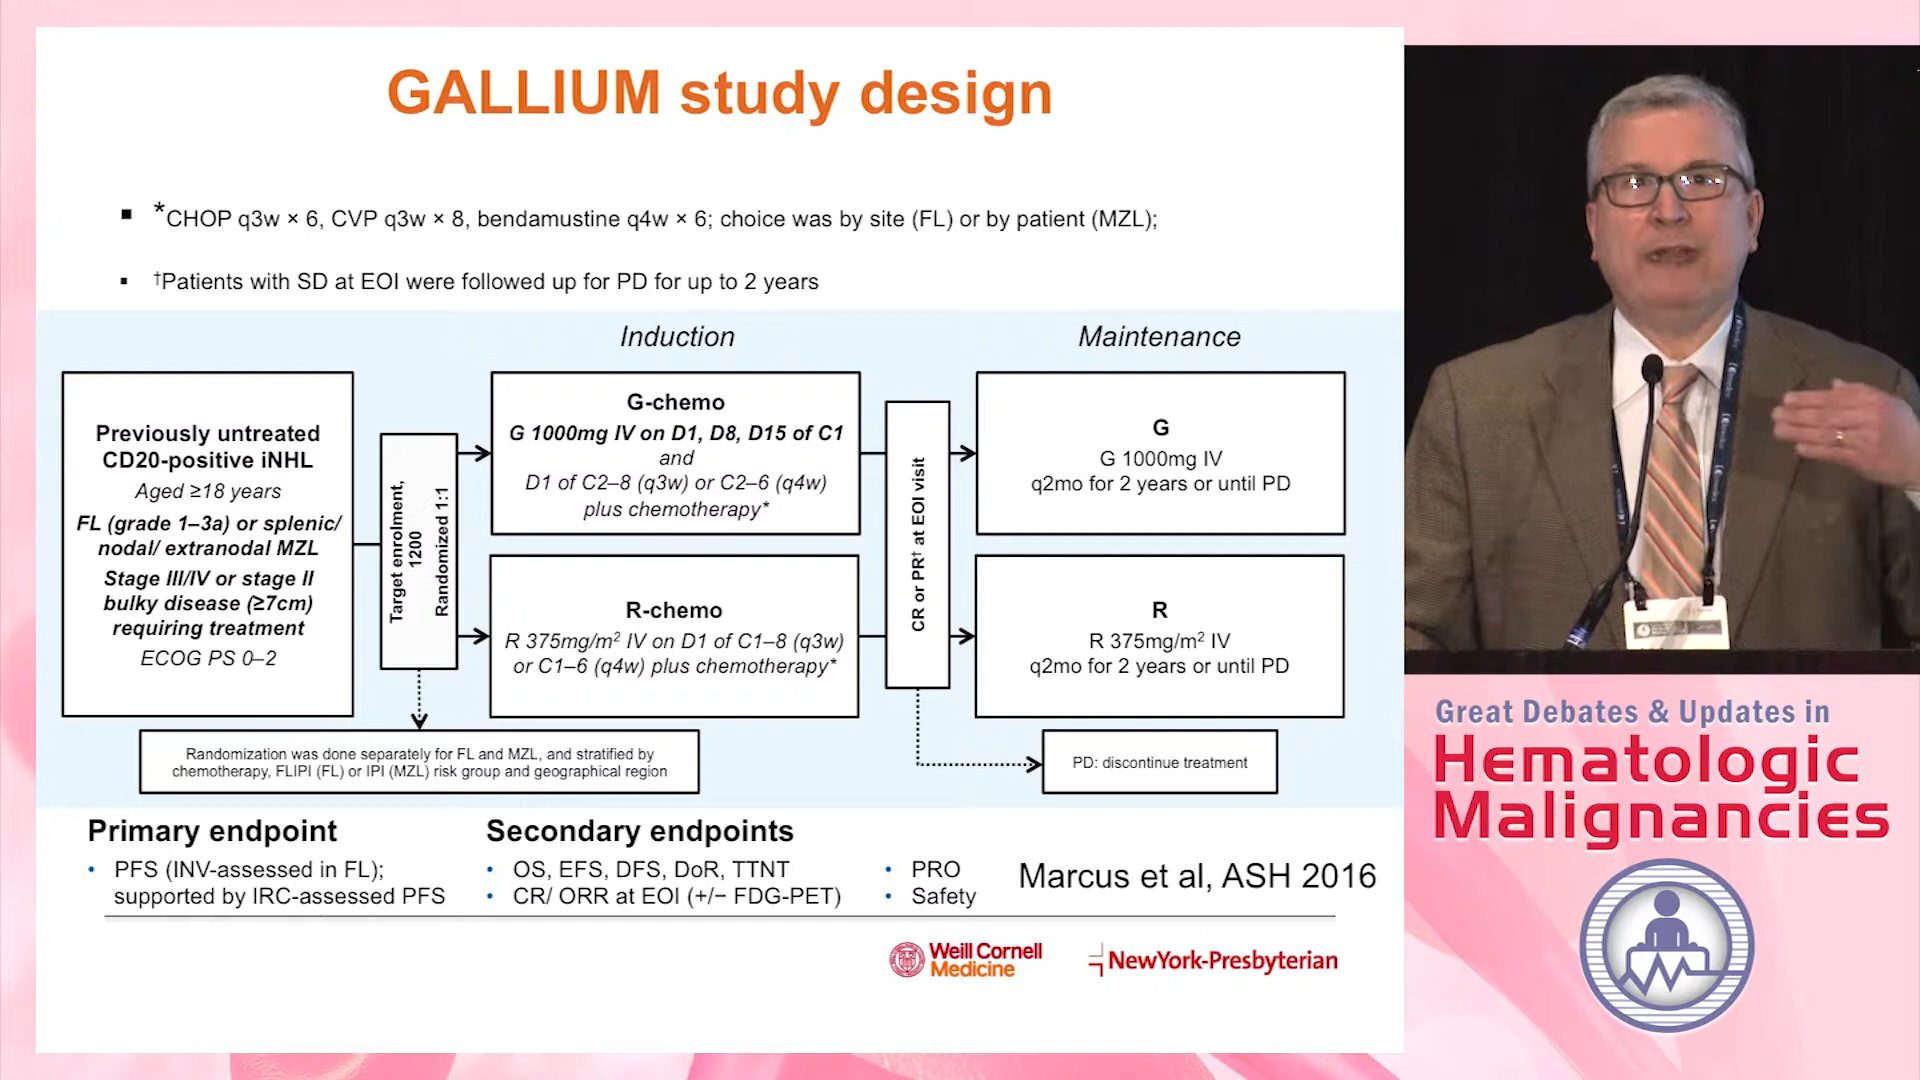 GALLIUM study design
▪ *CHOP q3w × 6, CVP q3w × 8, bendamustine q4w × 6; choice was by site (FL) or by patient (MZL);
▪ †Patients with SD at EOI were followed up for PD for up to 2 years
Induction
Maintenance
Previously untreated
CD20-positive iNHL
Aged ≥18 years
FL (grade 1–3a) or splenic/
nodal/ extranodal MZL
Stage III/IV or stage II
bulky disease (≥7cm)
requiring treatment
ECOG PS 0–2
Target enrolment,
1200
Randomized 1:1
G-chemo
G 1000mg IV on D1, D8, D15 of C1
and
D1 of C2–8 (q3w) or C2–6 (q4w)
plus chemotherapy*
R-chemo
R 375mg/m² IV on D1 of C1–8 (q3w)
or C1–6 (q4w) plus chemotherapy*
CR or PR† at EOI visit
G
G 1000mg IV
q2mo for 2 years or until PD
R
R 375mg/m² IV
q2mo for 2 years or until PD
Randomization was done separately for FL and MZL, and stratified by
chemotherapy, FLIPI (FL) or IPI (MZL) risk group and geographical region
PD: discontinue treatment
Primary endpoint
• PFS (INV-assessed in FL);
supported by IRC-assessed PFS
Secondary endpoints
• OS, EFS, DFS, DoR, TTNT
• CR/ ORR at EOI (+/− FDG-PET)
• PRO
• Safety
Marcus et al, ASH 2016
Weill Cornell
Medicine
NewYork-Presbyterian
Great Debates & Updates in
Hematologic
Malignancies